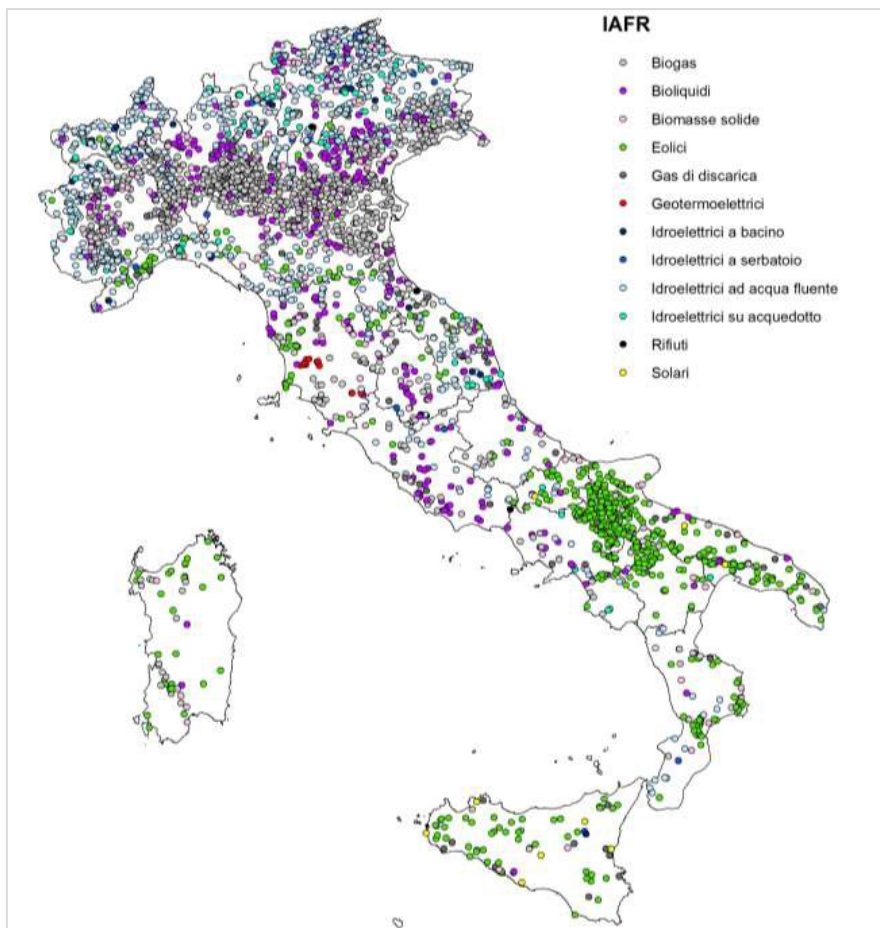 IAFR
Biogas
Bioliquidi
Biomasse solide
Eolici
Gas di discarica
Geotermoelettrici
Idroelettrici a bacino
Idroelettrici a serbatoio
Idroelettrici ad acqua fluente
Idroelettrici su acquedotto
Rifiuti
Solari